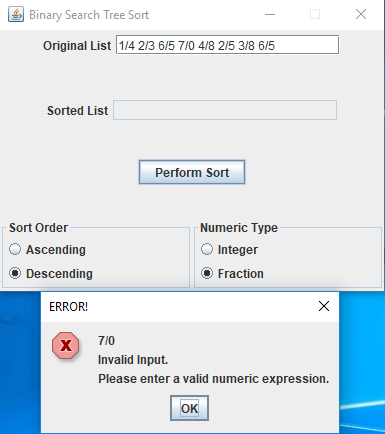 Binary Search Tree Sort
Original List 1/4 2/3 6/5 7/0 4/8 2/5 3/8 6/5
Sorted List
Perform Sort
Sort Order
Ascending
Descending
Numeric Type
Integer
Fraction
ERROR!
7/0
Invalid Input.
Please enter a valid numeric expression.
OK